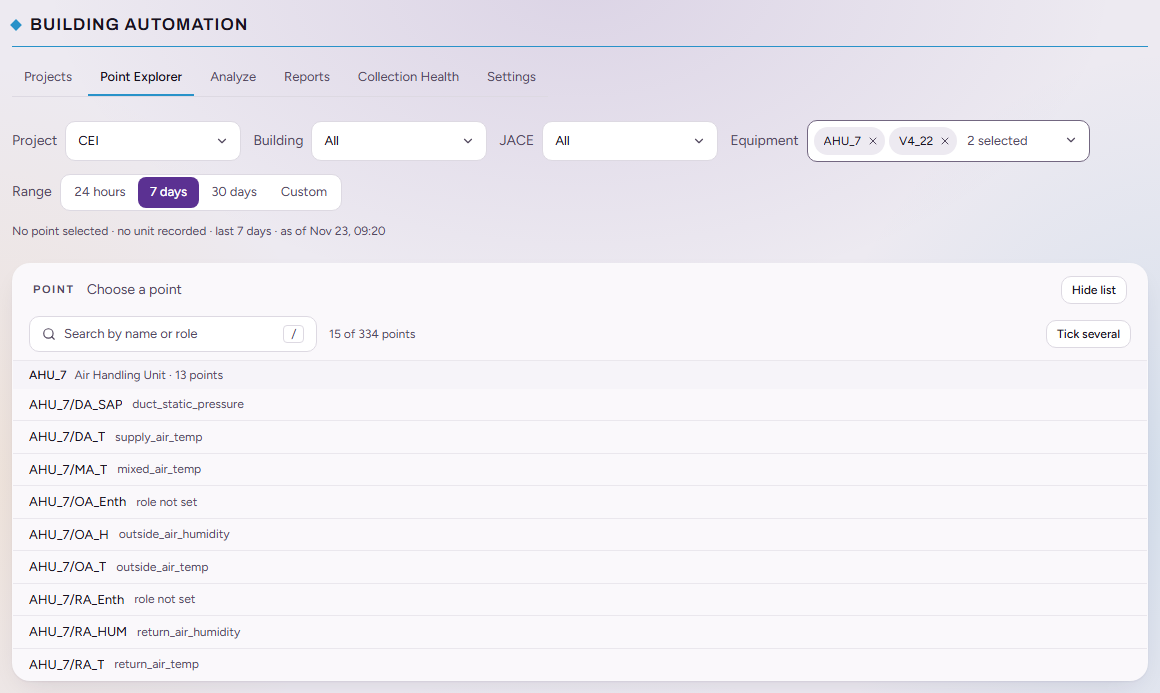 BUILDING AUTOMATION
Projects Point Explorer Analyze Reports Collection Health Settings
Project CEI Building All JACE All Equipment AHU_7 × V4_22 × 2 selected
Range 24 hours 7 days 30 days Custom
No point selected · no unit recorded · last 7 days · as of Nov 23, 09:20
POINT Choose a point Hide list
Search by name or role / 15 of 334 points Tick several
AHU_7 Air Handling Unit · 13 points
AHU_7/DA_SAP duct_static_pressure
AHU_7/DA_T supply_air_temp
AHU_7/MA_T mixed_air_temp
AHU_7/OA_Enth role not set
AHU_7/OA_H outside_air_humidity
AHU_7/OA_T outside_air_temp
AHU_7/RA_Enth role not set
AHU_7/RA_HUM return_air_humidity
AHU_7/RA_T return_air_temp